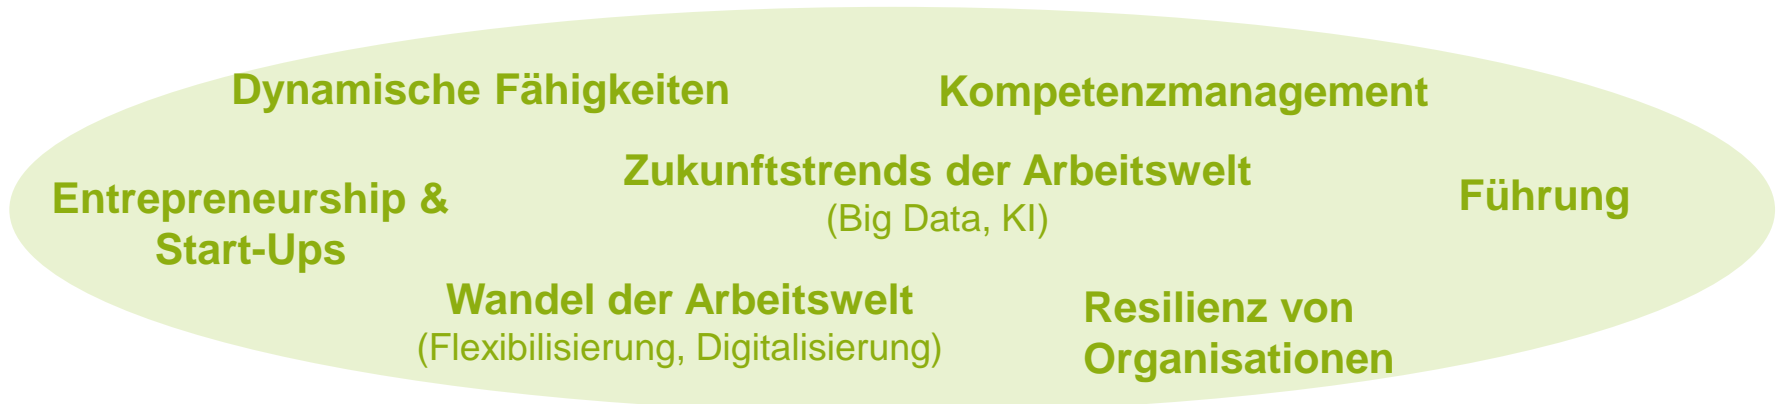 Dynamische Fähigkeiten
Kompetenzmanagement
Zukunftstrends der Arbeitswelt
(Big Data, KI)
Entrepreneurship &
Start-Ups
Führung
Wandel der Arbeitswelt
(Flexibilisierung, Digitalisierung)
Resilienz von
Organisationen